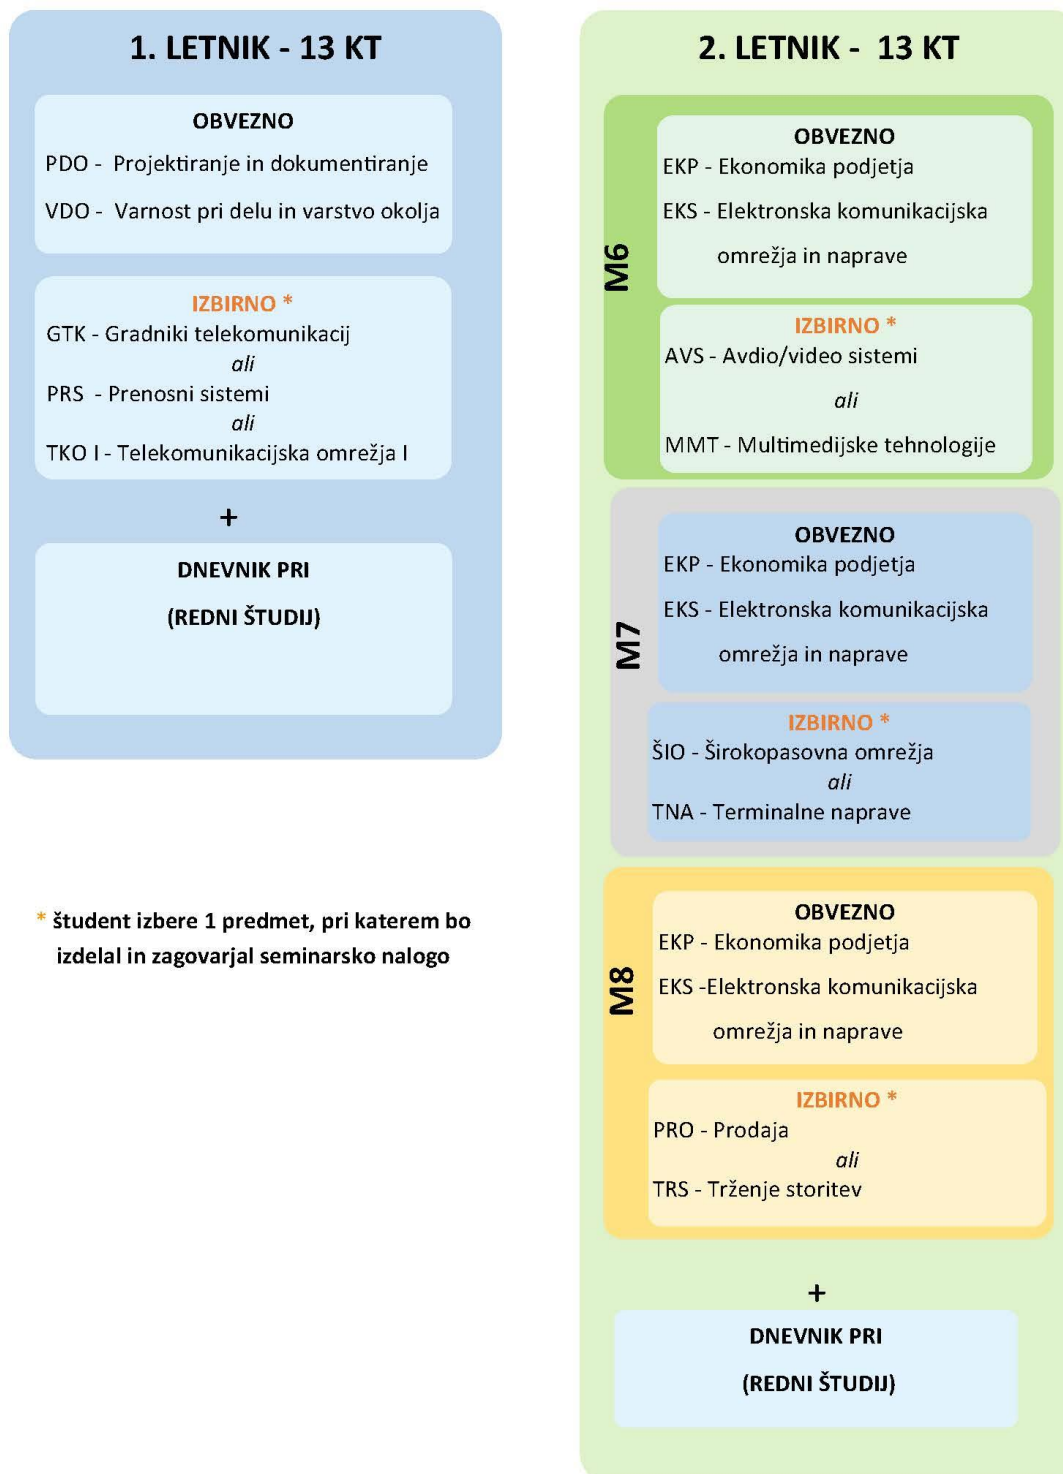 1. LETNIK - 13 KT
OBVEZNO
PDO - Projektiranje in dokumentiranje
VDO - Varnost pri delu in varstvo okolja
IZBIRNO *
GTK - Gradniki telekomunikacij
ali
PRS - Prenosni sistemi
ali
TKO I - Telekomunikacijska omrežja I
+
DNEVNIK PRI
(REDNI ŠTUDIJ)
* študent izbere 1 predmet, pri katerem bo
izdelal in zagovarjal seminarsko nalogo
2. LETNIK - 13 KT
M6
OBVEZNO
EKP - Ekonomika podjetja
EKS - Elektronska komunikacijska
omrežja in naprave
IZBIRNO *
AVS - Avdio/video sistemi
ali
MMT - Multimedijske tehnologije
M7
OBVEZNO
EKP - Ekonomika podjetja
EKS - Elektronska komunikacijska
omrežja in naprave
IZBIRNO *
ŠIO - Širokopasovna omrežja
ali
TNA - Terminalne naprave
M8
OBVEZNO
EKP - Ekonomika podjetja
EKS -Elektronska komunikacijska
omrežja in naprave
IZBIRNO *
PRO - Prodaja
ali
TRS - Trženje storitev
+
DNEVNIK PRI
(REDNI ŠTUDIJ)